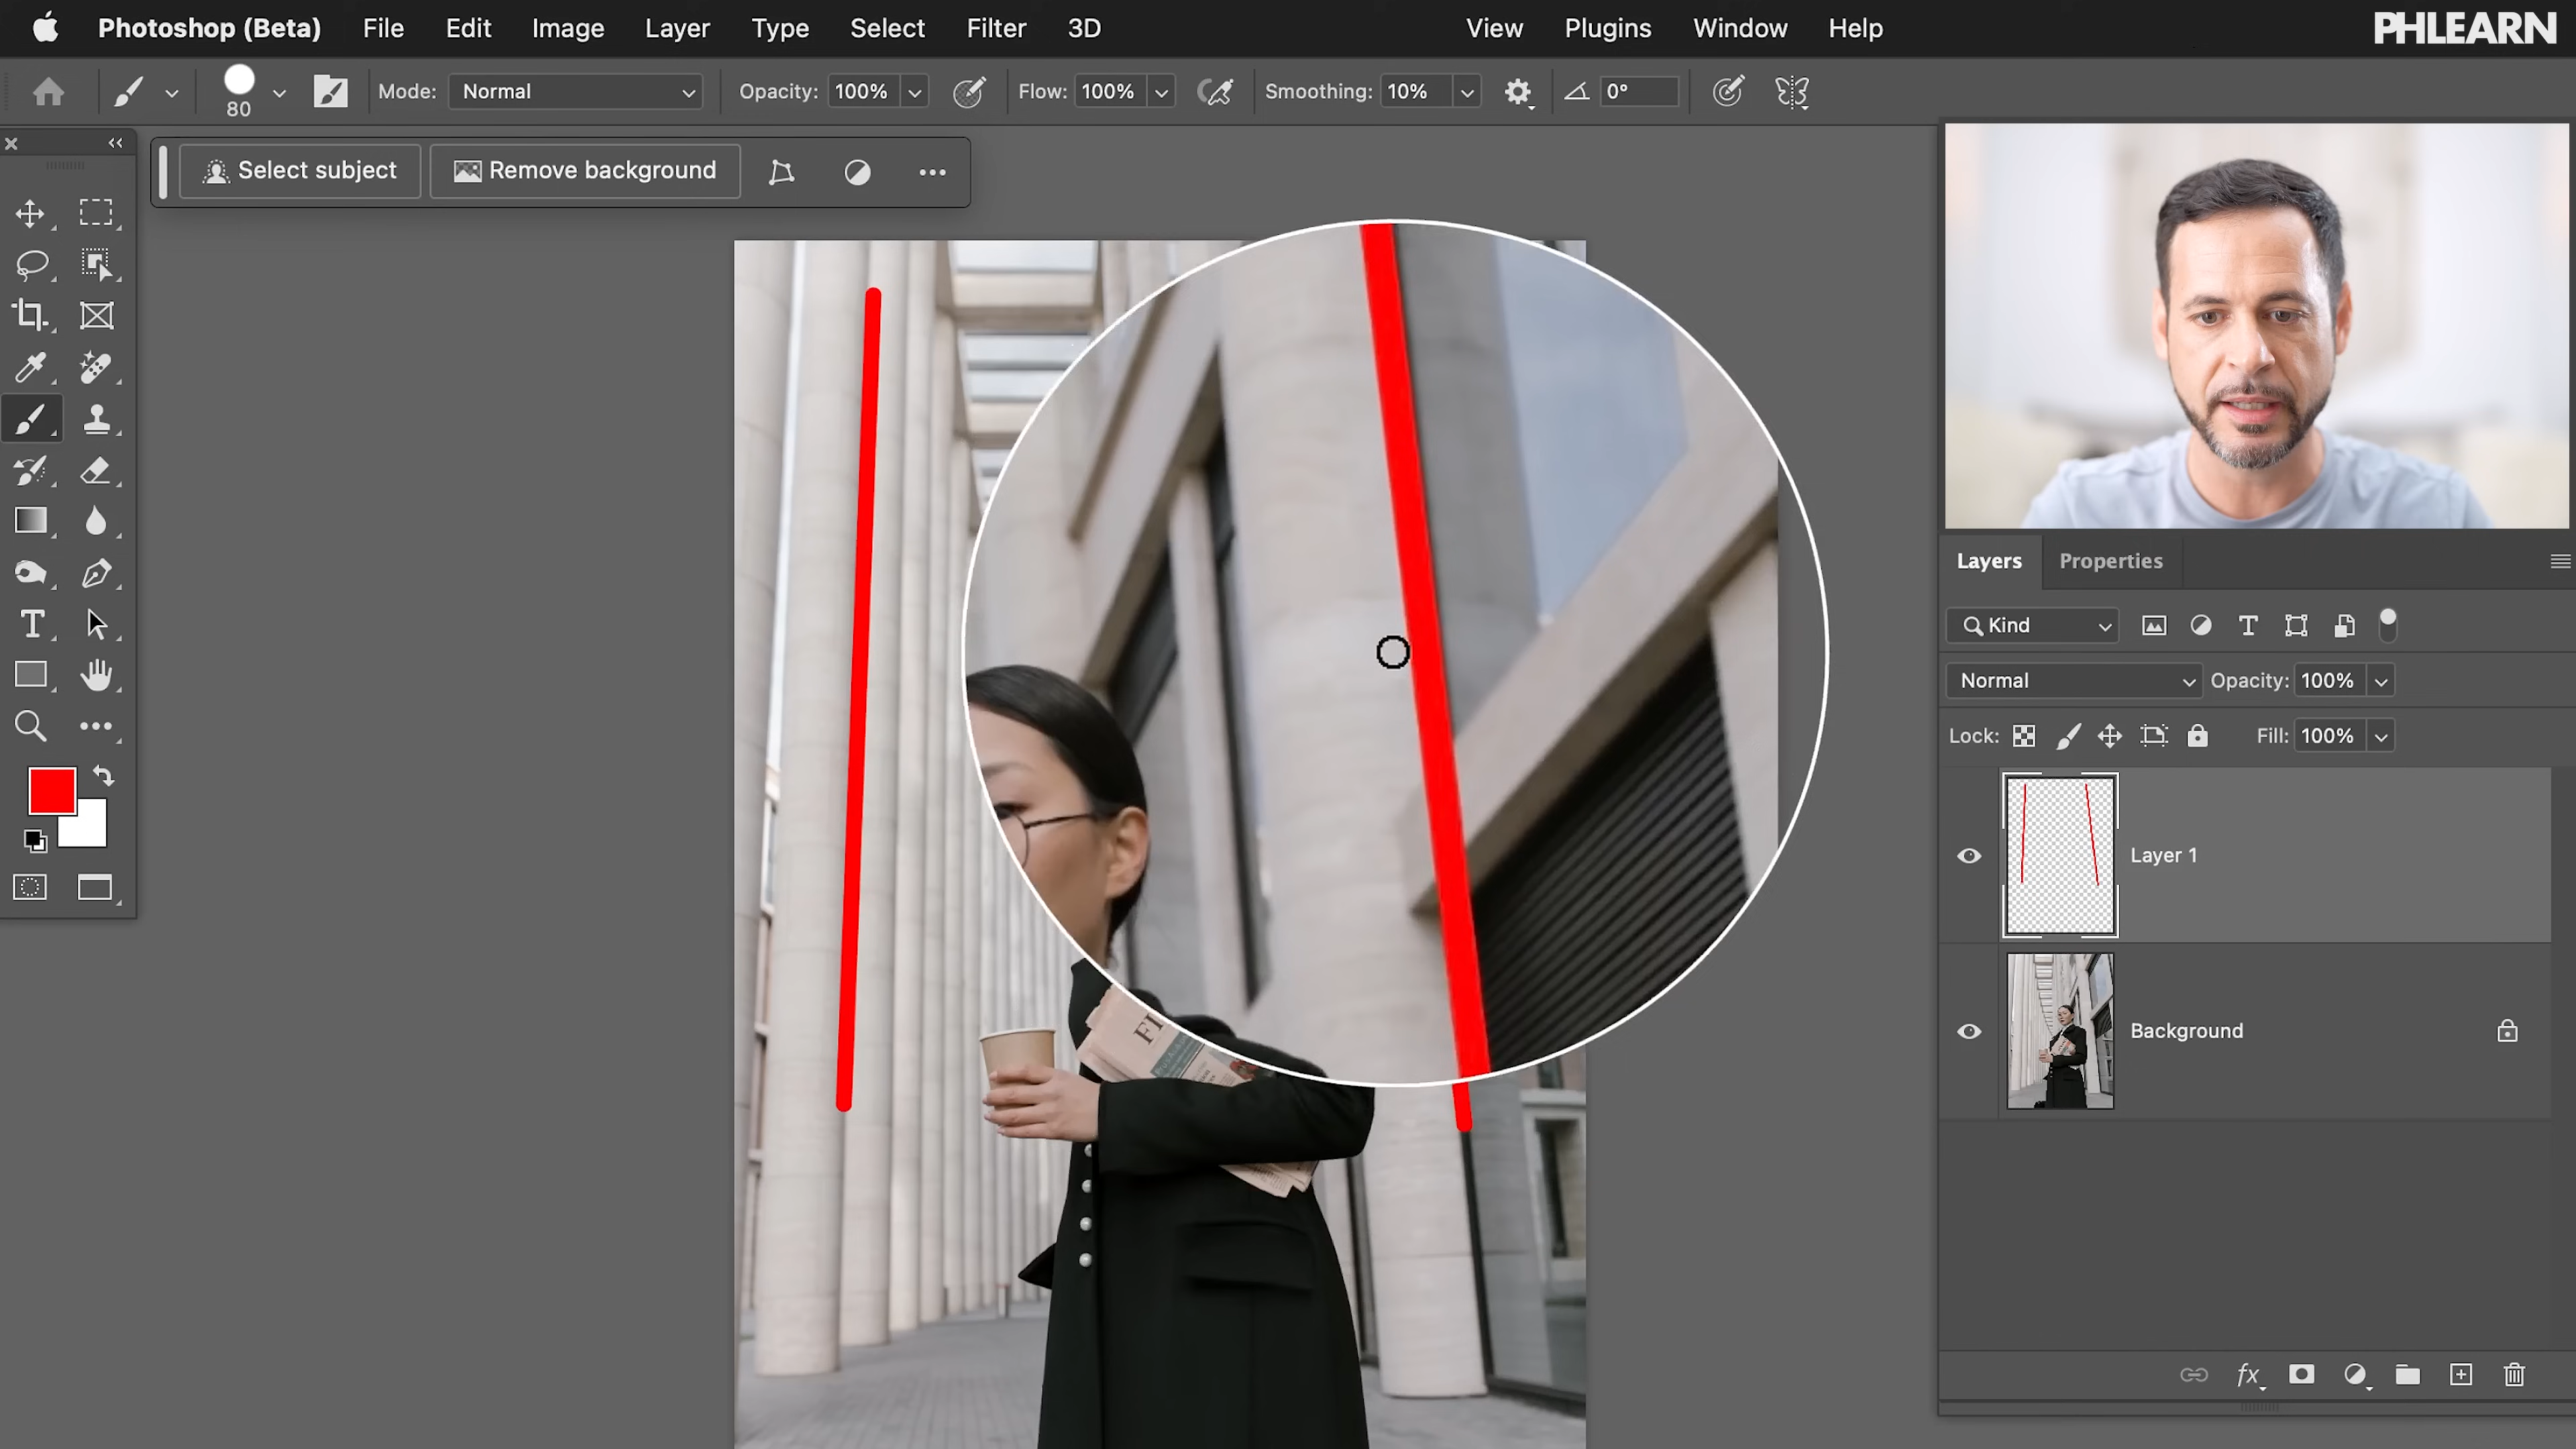 Photoshop (Beta) File Edit Image Layer Type Select Filter 3D View Plugins Window Help PHLEARN
80 Mode: Normal Opacity: 100% Flow: 100% Smoothing: 10% 0°
Select subject Remove background
Layers Properties
Kind
Normal Opacity: 100%
Lock: Fill: 100%
Layer 1
Background
FI